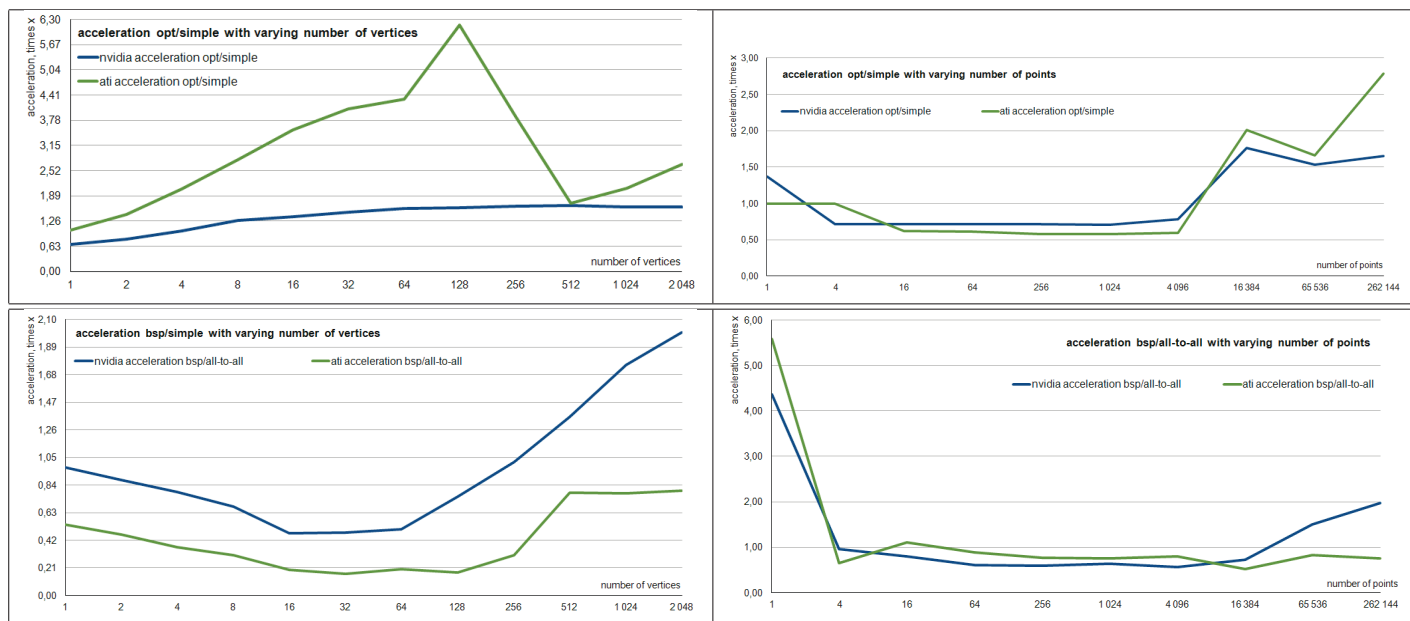 acceleration opt/simple with varying number of vertices
nvidia acceleration opt/simple
ati acceleration opt/simple
acceleration, times x
6,30
5,67
5,04
4,41
3,78
3,15
2,52
1,89
1,26
0,63
0,00
number of vertices
1 2 4 8 16 32 64 128 256 512 1 024 2 048
acceleration opt/simple with varying number of points
nvidia acceleration opt/simple ati acceleration opt/simple
acceleration, times x
3,00
2,50
2,00
1,50
1,00
0,50
0,00
number of points
1 4 16 64 256 1 024 4 096 16 384 65 536 262 144
acceleration bsp/simple with varying number of vertices
nvidia acceleration bsp/all-to-all ati acceleration bsp/all-to-all
acceleration, times x
2,10
1,89
1,68
1,47
1,26
1,05
0,84
0,63
0,42
0,21
0,00
number of vertices
1 2 4 8 16 32 64 128 256 512 1 024 2 048
acceleration bsp/all-to-all with varying number of points
nvidia acceleration bsp/all-to-all ati acceleration bsp/all-to-all
acceleration, times x
6,00
5,00
4,00
3,00
2,00
1,00
0,00
number of points
1 4 16 64 256 1 024 4 096 16 384 65 536 262 144